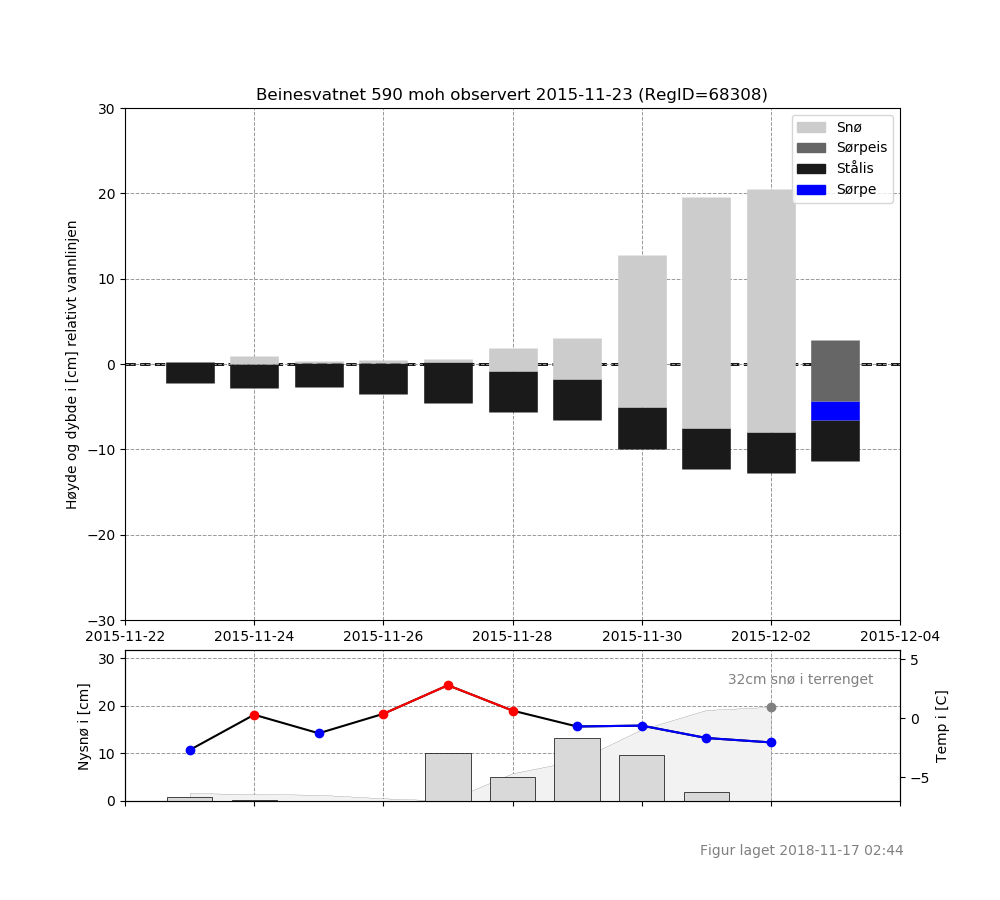 Beinesvatnet 590 moh observert 2015-11-23 (RegID=68308)
Snø
Sørpeis
Stålis
Sørpe
Høyde og dybde i [cm] relativt vannlinjen
30
20
10
0
−10
−20
−30
2015-11-22 2015-11-24 2015-11-26 2015-11-28 2015-11-30 2015-12-02 2015-12-04
Nysnø i [cm]
30
20
10
0
32cm snø i terrenget
5
0
−5
Temp i [C]
Figur laget 2018-11-17 02:44